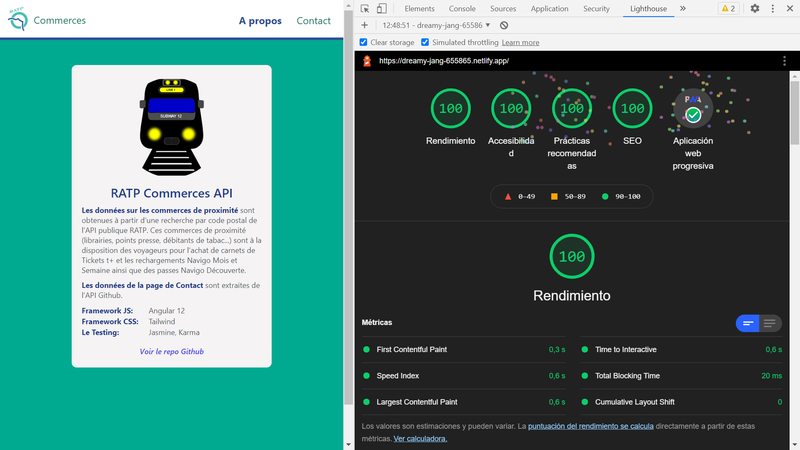 RATP
Commerces
A propos
Contact
LINE 1
SUBWAY 12
RATP Commerces API
Les données sur les commerces de proximité sont
obtenues à partir d'une recherche par code postal de
l'API publique RATP. Ces commerces de proximité
(librairies, points presse, débitants de tabac...) sont à la
disposition des voyageurs pour l'achat de carnets de
Tickets t+ et les rechargements Navigo Mois et
Semaine ainsi que des passes Navigo Découverte.
Les données de la page de Contact sont extraites de
l'API Github.
Framework JS: Angular 12
Framework CSS: Tailwind
Le Testing: Jasmine, Karma
Voir le repo Github
Elements Console Sources Application Security Lighthouse 2
12:48:51 - dreamy-jang-65586
Clear storage Simulated throttling Learn more
https://dreamy-jang-655865.netlify.app/
100 100 100 100
Rendimiento
Accesibilida
d
Prácticas
recomendad
as
SEO
Aplicación
web
progresiva
0–49 50–89 90–100
100
Rendimiento
Métricas
First Contentful Paint 0,3 s
Time to Interactive 0,6 s
Speed Index 0,6 s
Total Blocking Time 20 ms
Largest Contentful Paint 0,6 s
Cumulative Layout Shift 0
Los valores son estimaciones y pueden variar. La puntuación del rendimiento se calcula directamente a partir de estas
métricas. Ver calculadora.